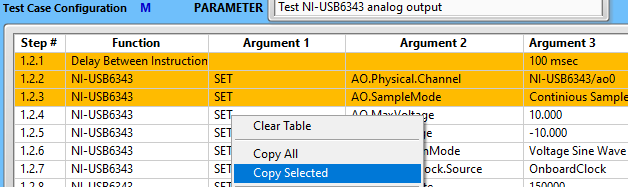 Test Case Configuration M PARAMETER Test NI-USB6343 analog output
Step # Function Argument 1 Argument 2 Argument 3
1.2.1 Delay Between Instruction 100 msec
1.2.2 NI-USB6343 SET AO.Physical.Channel NI-USB6343/ao0
1.2.3 NI-USB6343 SET AO.SampleMode Continious Sample
1.2.4 NI-USB6343 SET AO.MaxVoltage 10.000
Clear Table
1.2.5 NI-USB6343 SET -10.000
1.2.6 NI-USB6343 SET Mode Voltage Sine Wave
Copy All
1.2.7 NI-USB6343 SET ock.Source OnboardClock
Copy Selected
1.2.8 NI-USB6343 SET 150000